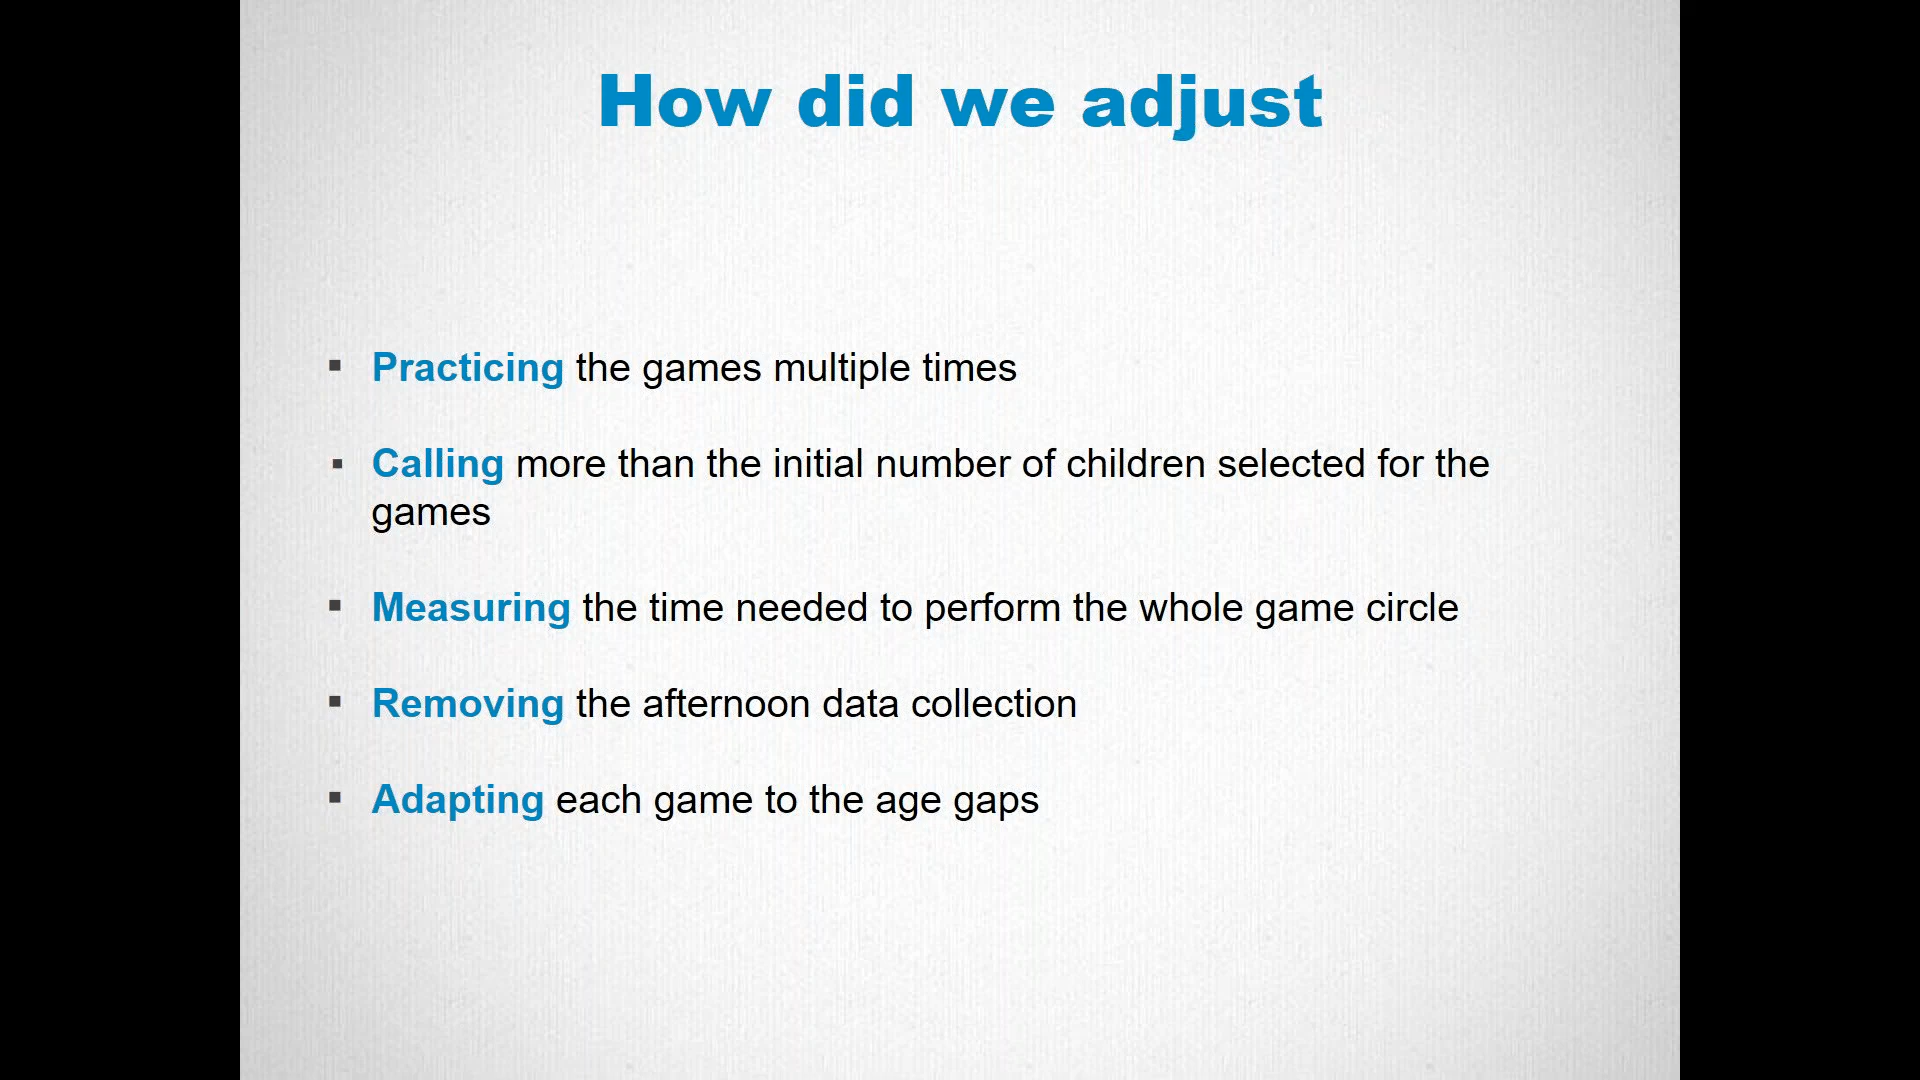 How did we adjust
▪ Practicing the games multiple times
▪ Calling more than the initial number of children selected for the
games
▪ Measuring the time needed to perform the whole game circle
▪ Removing the afternoon data collection
▪ Adapting each game to the age gaps